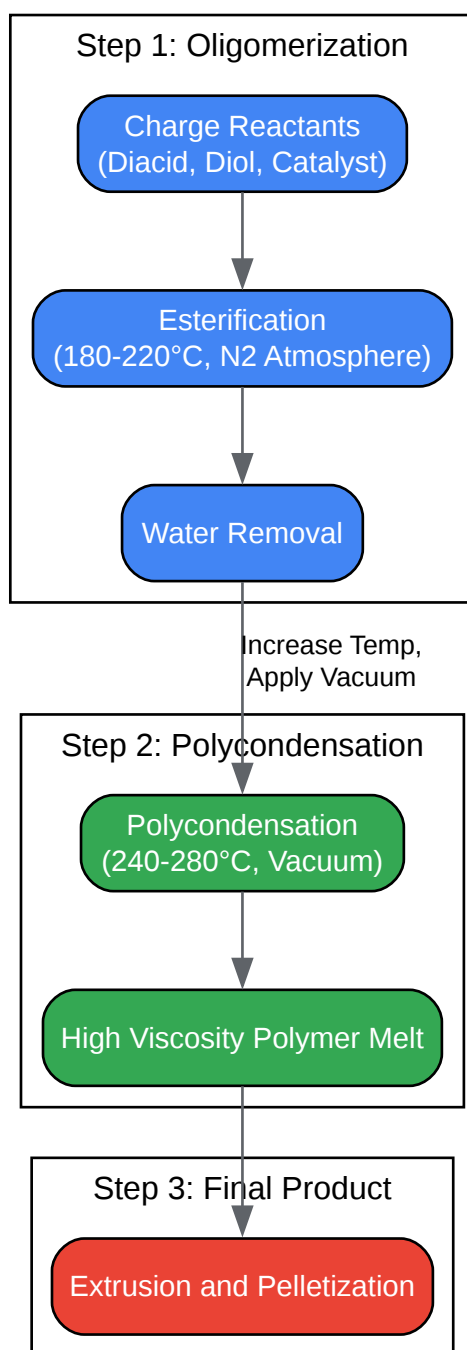 Step 1: Oligomerization
Charge Reactants
(Diacid, Diol, Catalyst)
Esterification
(180-220°C, N2 Atmosphere)
Water Removal
Increase Temp,
Apply Vacuum
Step 2: Polycondensation
Polycondensation
(240-280°C, Vacuum)
High Viscosity Polymer Melt
Step 3: Final Product
Extrusion and Pelletization